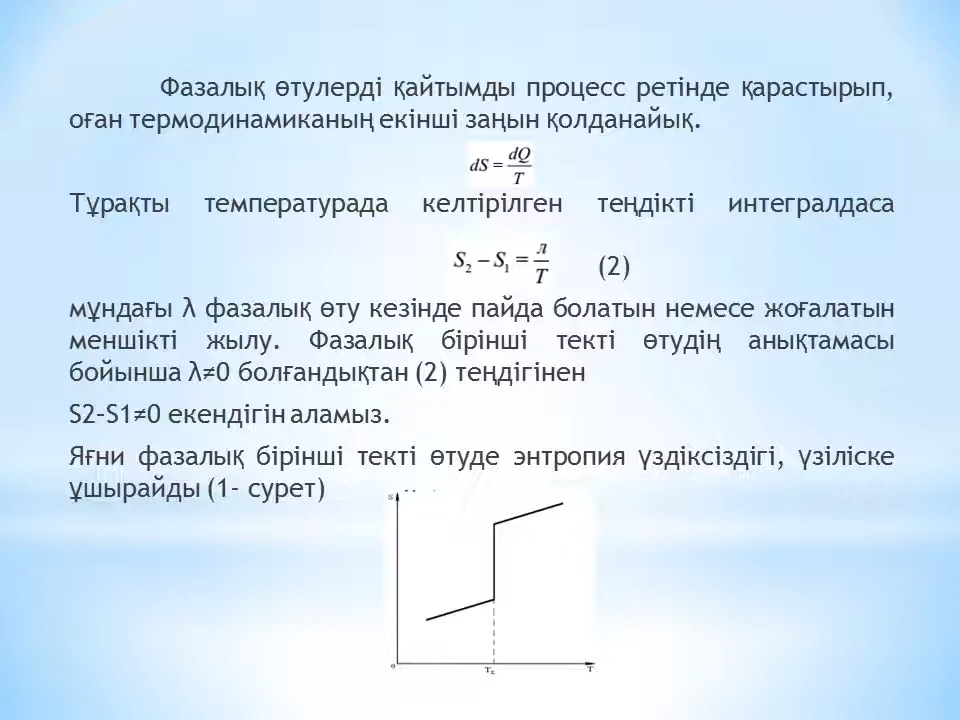 Фазалық өтулерді қайтымды процесс ретінде қарастырып,
оған термодинамиканың екінші заңын қолданайық.
dS = dQ/T
Тұрақты температурада келтірілген теңдікті интегралдаса
S₂ – S₁ = л/T (2)
мұндағы λ фазалық өту кезінде пайда болатын немесе жоғалатын
меншікті жылу. Фазалық бірінші текті өтудің анықтамасы
бойынша λ≠0 болғандықтан (2) теңдігінен
S2–S1≠0 екендігін аламыз.
Яғни фазалық бірінші текті өтуде энтропия үздіксіздігі, үзіліске
ұшырайды (1- сурет)
S
0
Tк
T